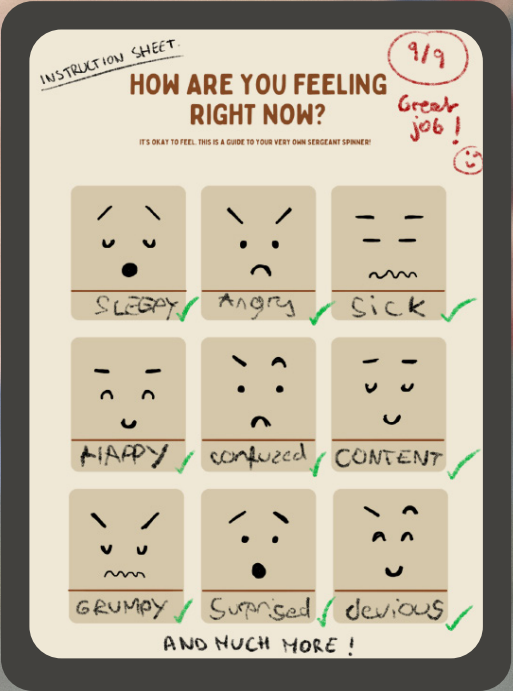 INSTRUCTION SHEET.
9/9
HOW ARE YOU FEELING
RIGHT NOW?
Great
job!
IT'S OKAY TO FEEL. THIS IS A GUIDE TO YOUR VERY OWN SERGEANT SPINNER!
SLEEPY Angry Sick
HAPPY confuzed CONTENT
GRUMPY Surprised devious
AND MUCH MORE!